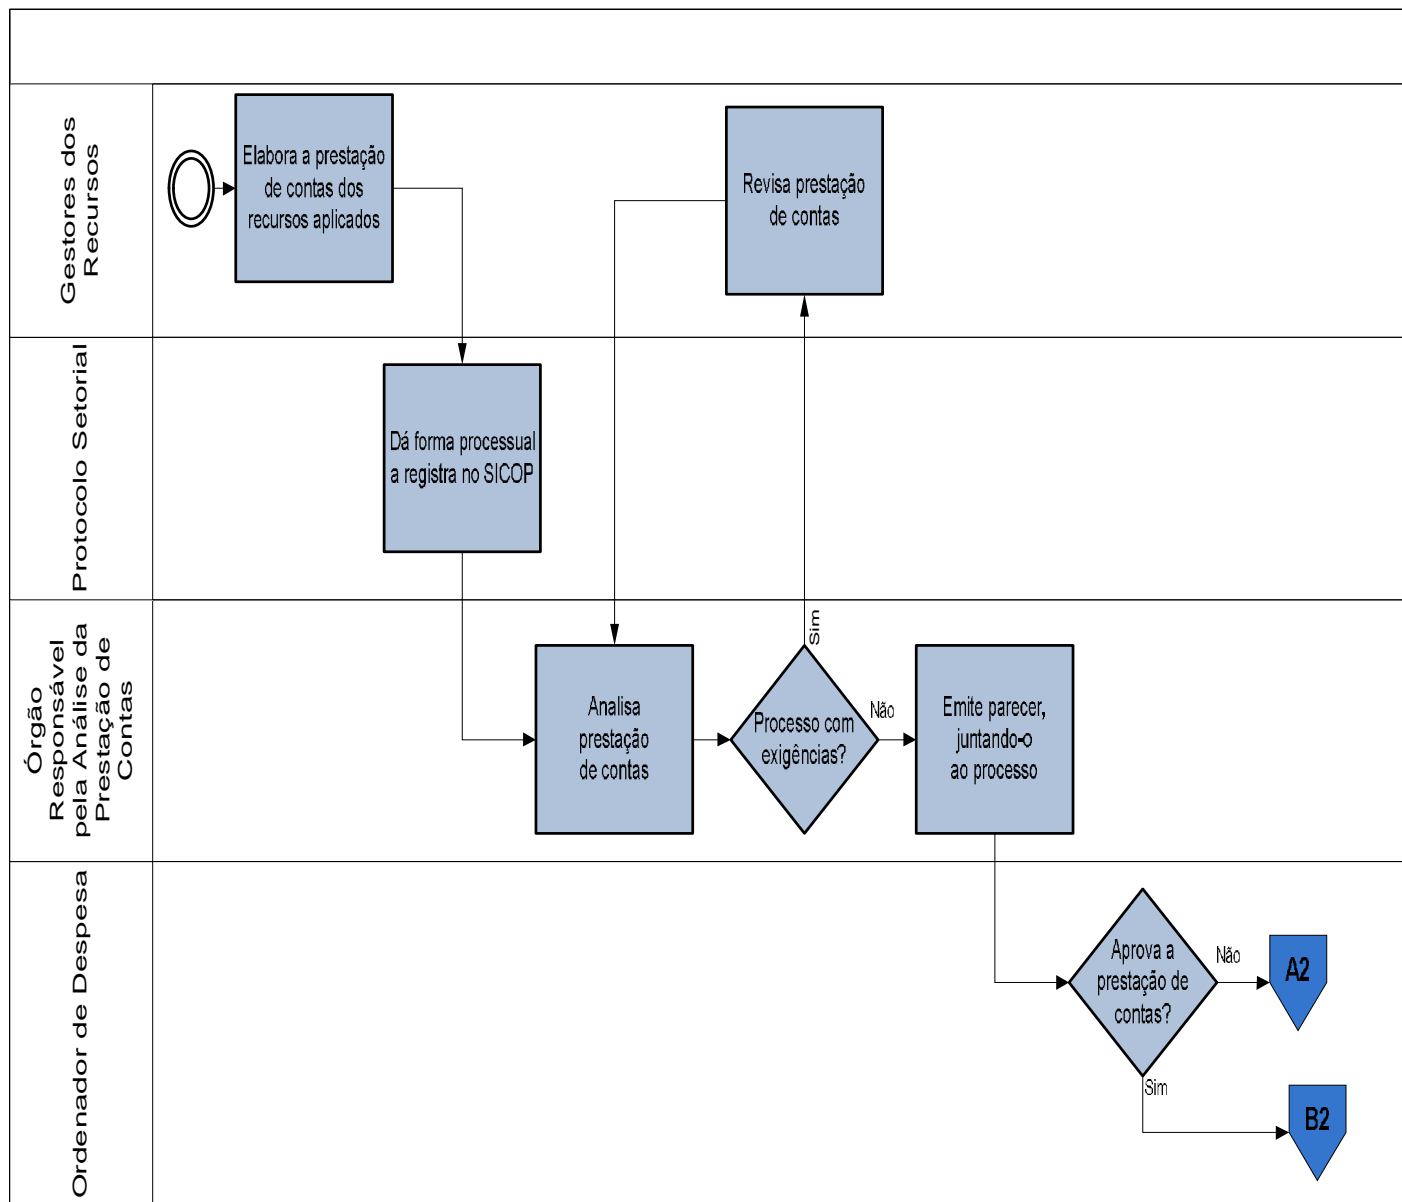 Gestores dos
Recursos
Elabora a prestação
de contas dos
recursos aplicados
Revisa prestação
de contas
Protocolo Setorial
Dá forma processual
a registra no SICOP
Órgão
Responsável
pela Análise da
Prestação de
Contas
Analisa
prestação
de contas
Processo com
exigências?
Sim
Não
Emite parecer,
juntando-o
ao processo
Ordenador de Despesa
Aprova a
prestação de
contas?
Não
A2
Sim
B2